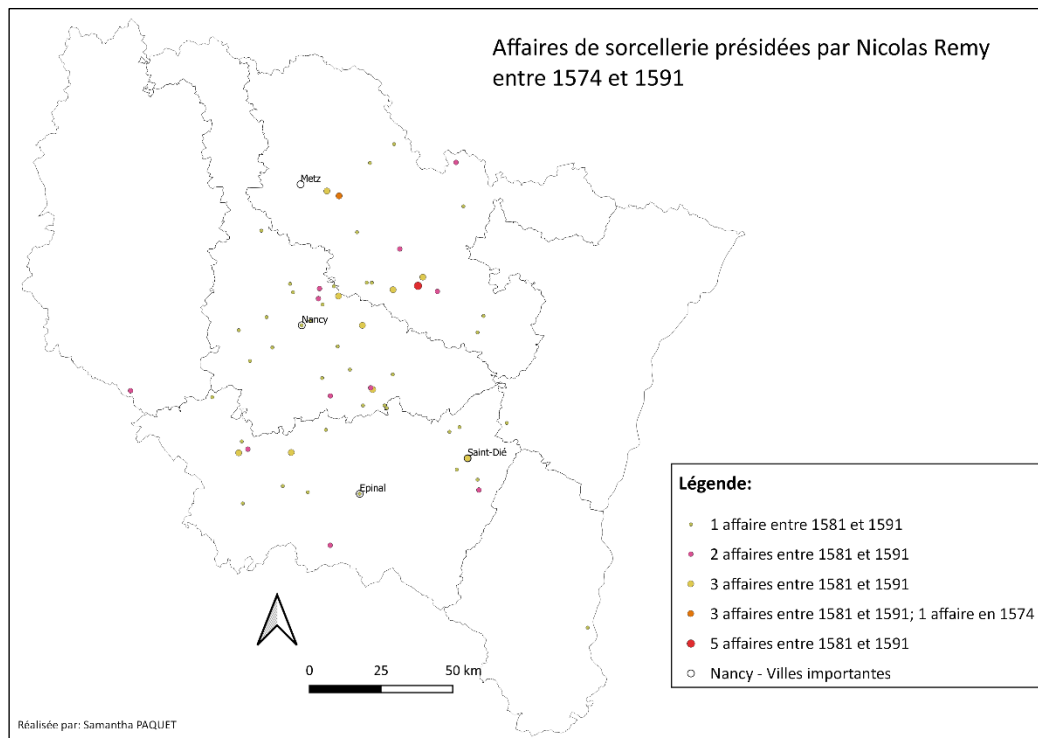 Affaires de sorcellerie présidées par Nicolas Remy
entre 1574 et 1591
Metz
Nancy
Saint-Dié
Epinal
Légende:
1 affaire entre 1581 et 1591
2 affaires entre 1581 et 1591
3 affaires entre 1581 et 1591
3 affaires entre 1581 et 1591; 1 affaire en 1574
5 affaires entre 1581 et 1591
Nancy - Villes importantes
0 25 50 km
Réalisée par: Samantha PAQUET